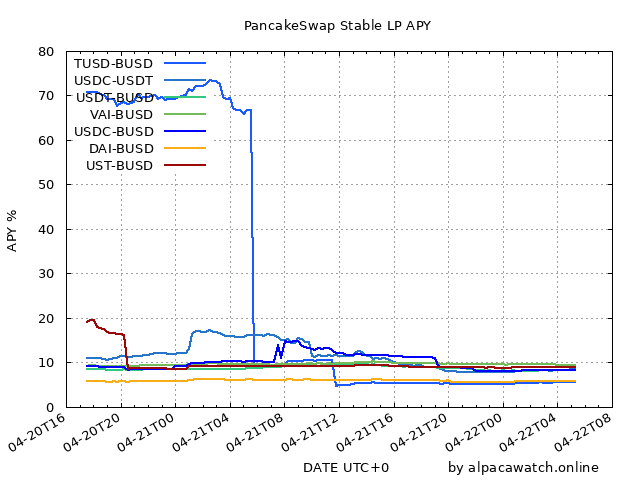 PancakeSwap Stable LP APY
80
70
60
50
40
30
20
10
0
APY %
TUSD-BUSD
USDC-USDT
USDT-BUSD
VAI-BUSD
USDC-BUSD
DAI-BUSD
UST-BUSD
04-20T16
04-20T20
04-21T00
04-21T04
04-21T08
04-21T12
04-21T16
04-21T20
04-22T00
04-22T04
04-22T08
DATE UTC+0
by alpacawatch.online